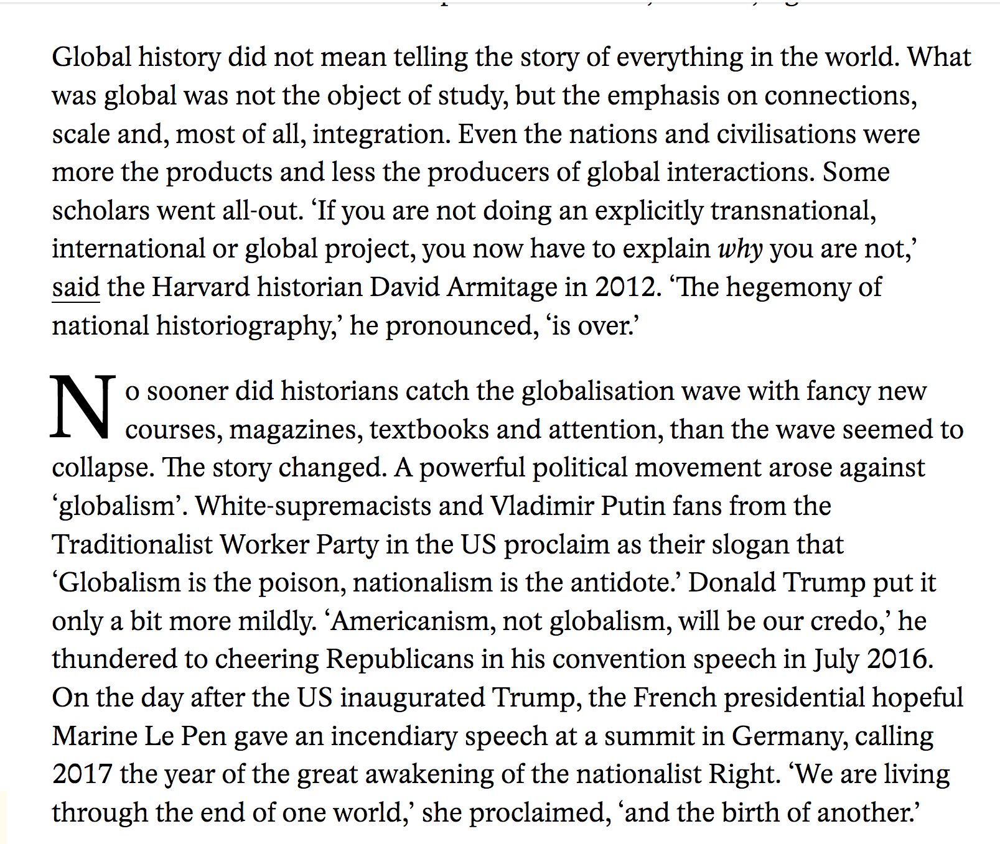 Global history did not mean telling the story of everything in the world. What
was global was not the object of study, but the emphasis on connections,
scale and, most of all, integration. Even the nations and civilisations were
more the products and less the producers of global interactions. Some
scholars went all-out. ‘If you are not doing an explicitly transnational,
international or global project, you now have to explain why you are not,’
said the Harvard historian David Armitage in 2012. ‘The hegemony of
national historiography,’ he pronounced, ‘is over.’
No sooner did historians catch the globalisation wave with fancy new
courses, magazines, textbooks and attention, than the wave seemed to
collapse. The story changed. A powerful political movement arose against
‘globalism’. White-supremacists and Vladimir Putin fans from the
Traditionalist Worker Party in the US proclaim as their slogan that
‘Globalism is the poison, nationalism is the antidote.’ Donald Trump put it
only a bit more mildly. ‘Americanism, not globalism, will be our credo,’ he
thundered to cheering Republicans in his convention speech in July 2016.
On the day after the US inaugurated Trump, the French presidential hopeful
Marine Le Pen gave an incendiary speech at a summit in Germany, calling
2017 the year of the great awakening of the nationalist Right. ‘We are living
through the end of one world,’ she proclaimed, ‘and the birth of another.’